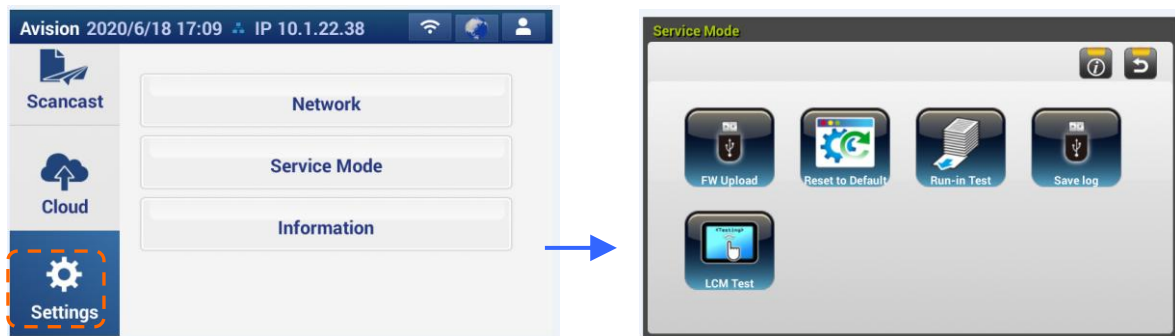 Avision 2020/6/18 17:09 IP 10.1.22.38
Scancast
Cloud
Settings
Network
Service Mode
Information
Service Mode
FW Upload
Reset to Default
Run-in Test
Save log
<Testing>
LCM Test